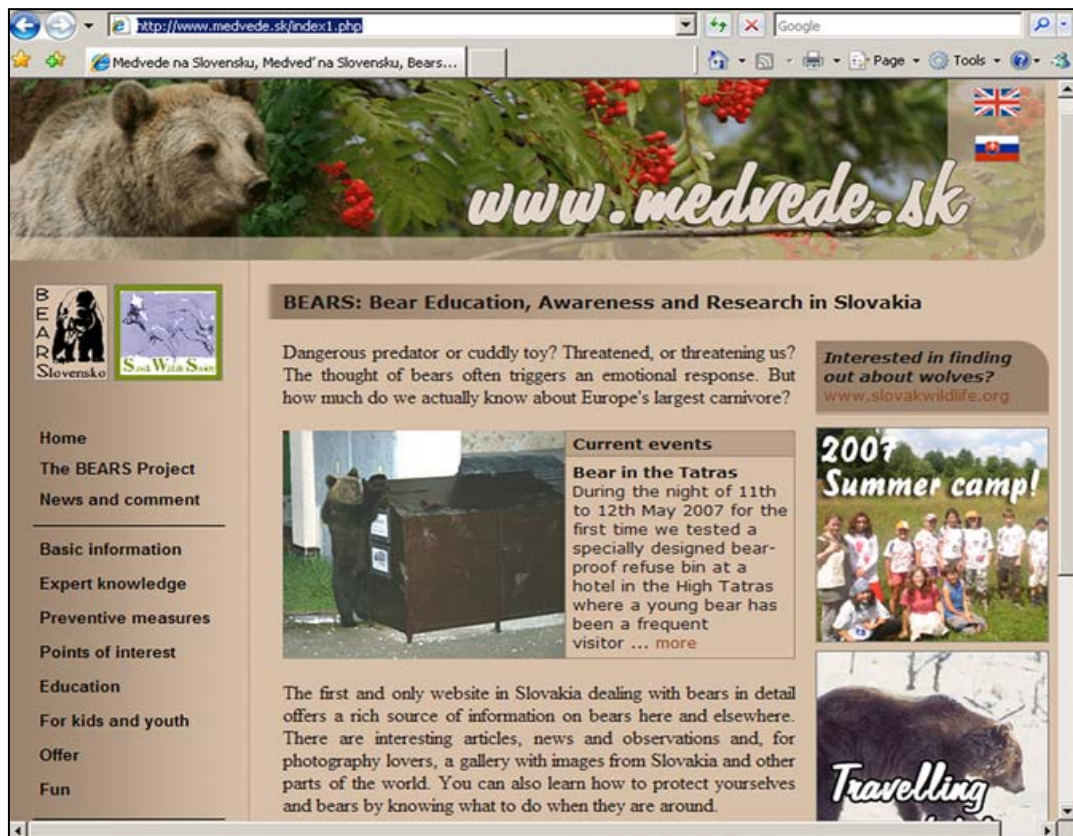 http://www.medvede.sk/index1.php
Google
Medvede na Slovensku, Medveď na Slovensku, Bears...
Page
Tools
www.medvede.sk
BEARS
Slovensko
Slovak Wildlife Society
BEARS: Bear Education, Awareness and Research in Slovakia
Dangerous predator or cuddly toy? Threatened, or threatening us?
The thought of bears often triggers an emotional response. But
how much do we actually know about Europe's largest carnivore?
Interested in finding
out about wolves?
www.slovakwildlife.org
Home
The BEARS Project
News and comment
Basic information
Expert knowledge
Preventive measures
Points of interest
Education
For kids and youth
Offer
Fun
Current events
Bear in the Tatras
During the night of 11th
to 12th May 2007 for the
first time we tested a
specially designed bear-
proof refuse bin at a
hotel in the High Tatras
where a young bear has
been a frequent
visitor ... more
2007
Summer camp!
The first and only website in Slovakia dealing with bears in detail
offers a rich source of information on bears here and elsewhere.
There are interesting articles, news and observations and, for
photography lovers, a gallery with images from Slovakia and other
parts of the world. You can also learn how to protect yourselves
and bears by knowing what to do when they are around.
Travelling